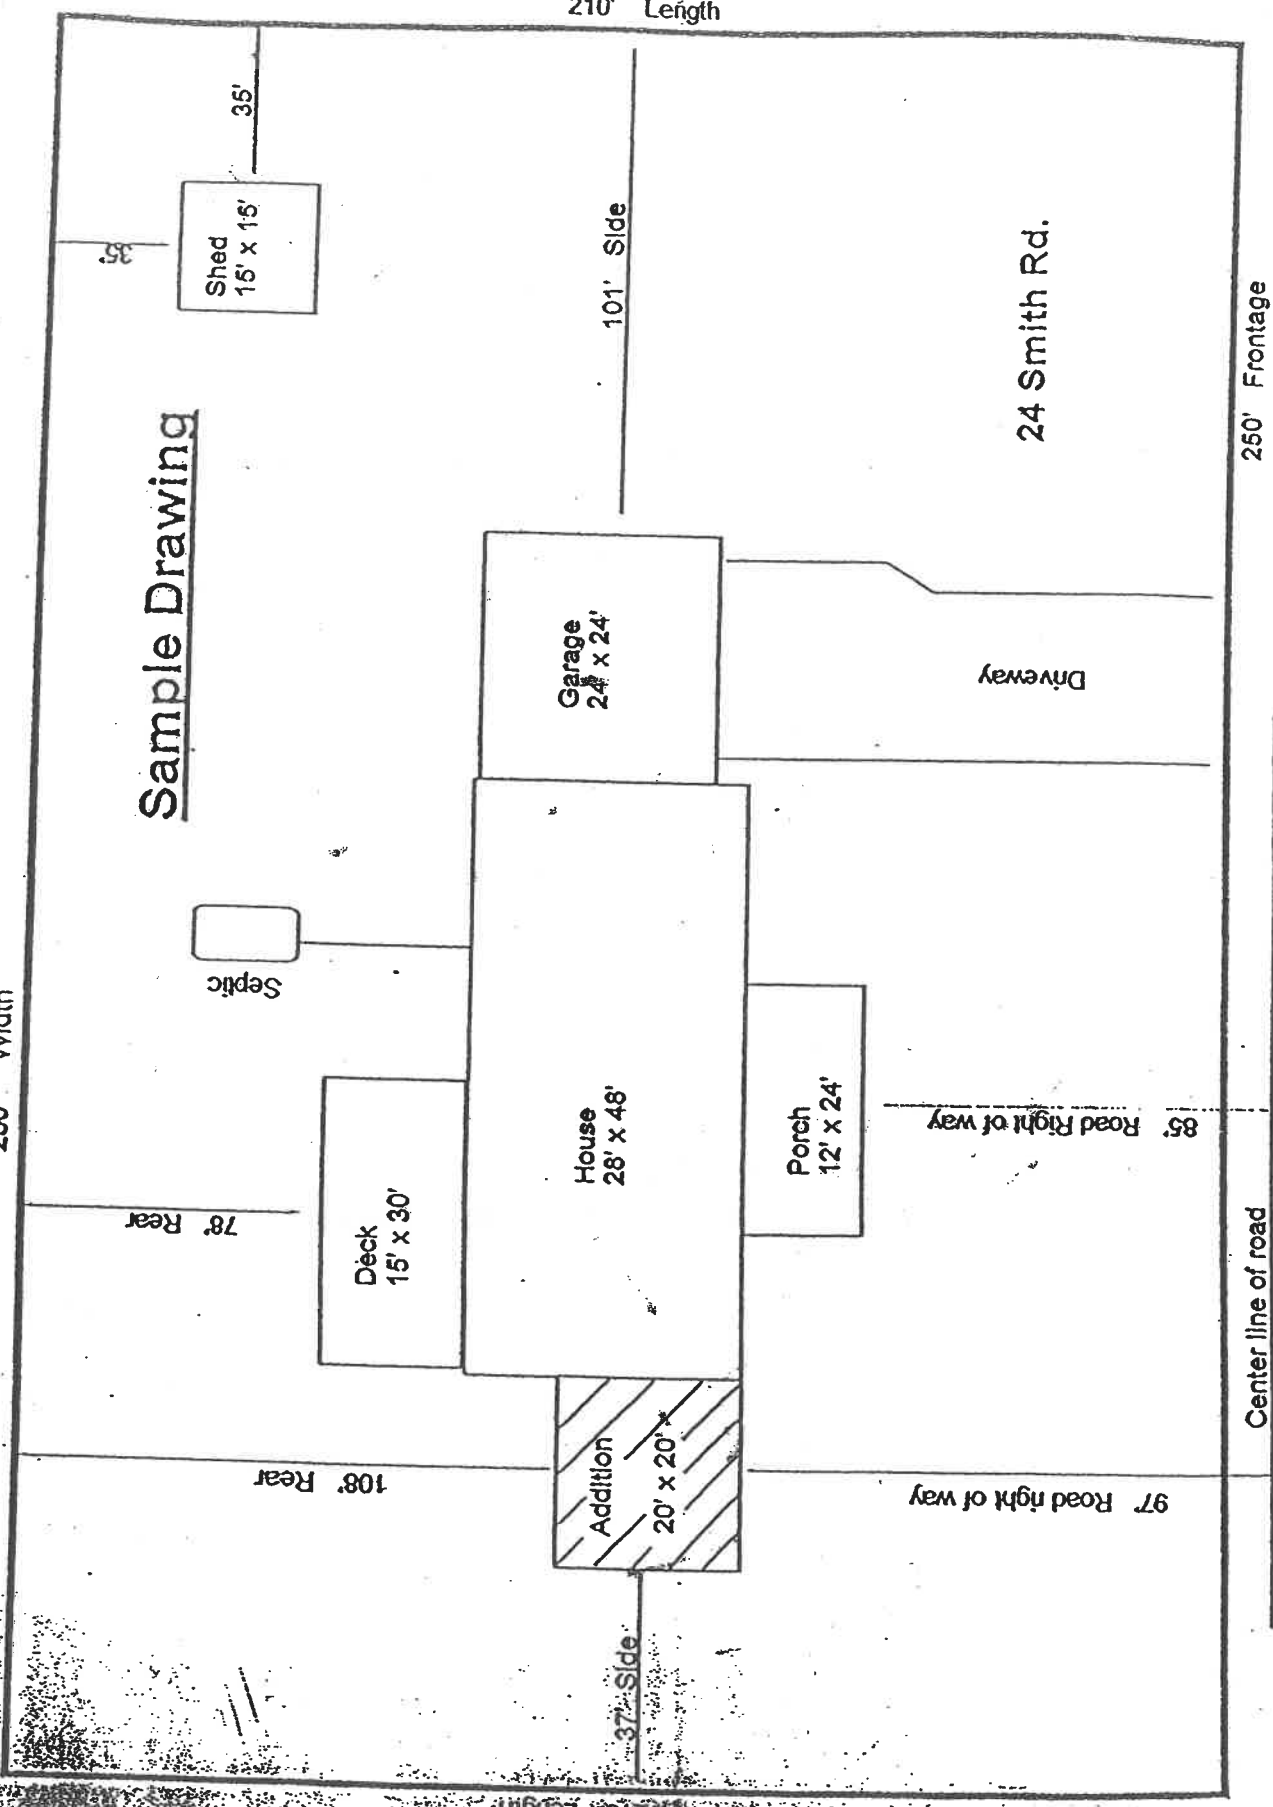 250' Width
Sample Drawing
210' Length
35'
35'
Shed
15' x 15'
Septic
78' Rear
108' Rear
Deck
15' x 30'
House
28' x 48'
Garage
24' x 24'
Addition
20' x 20'
37' Side
101' Side
Porch
12' x 24'
Driveway
24 Smith Rd.
97' Road right of way
85' Road Right of way
Center line of road
250' Frontage